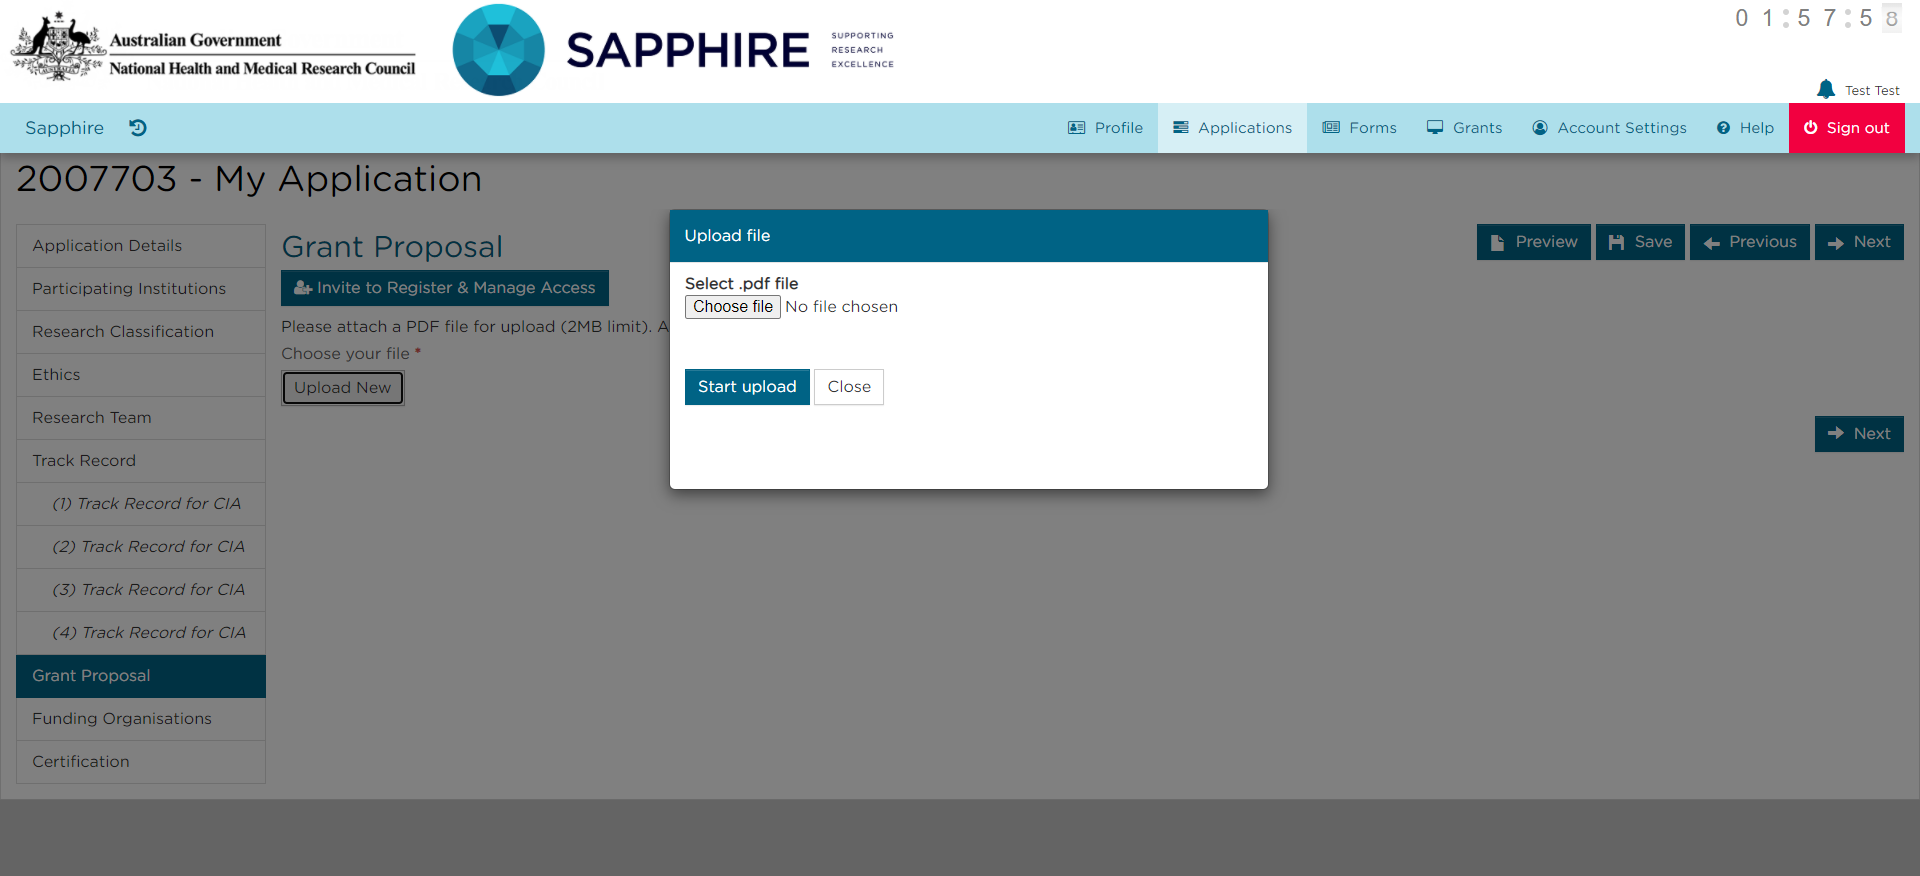 Australian Government
National Health and Medical Research Council
SAPPHIRE
SUPPORTING
RESEARCH
EXCELLENCE
01:57:58
Test Test
Sapphire
Profile
Applications
Forms
Grants
Account Settings
Help
Sign out
2007703 - My Application
Application Details
Participating Institutions
Research Classification
Ethics
Research Team
Track Record
(1) Track Record for CIA
(2) Track Record for CIA
(3) Track Record for CIA
(4) Track Record for CIA
Grant Proposal
Funding Organisations
Certification
Grant Proposal
Invite to Register & Manage Access
Please attach a PDF file for upload (2MB limit). A
Choose your file *
Upload New
Upload file
Select .pdf file
Choose file No file chosen
Start upload
Close
Preview
Save
Previous
Next
Next